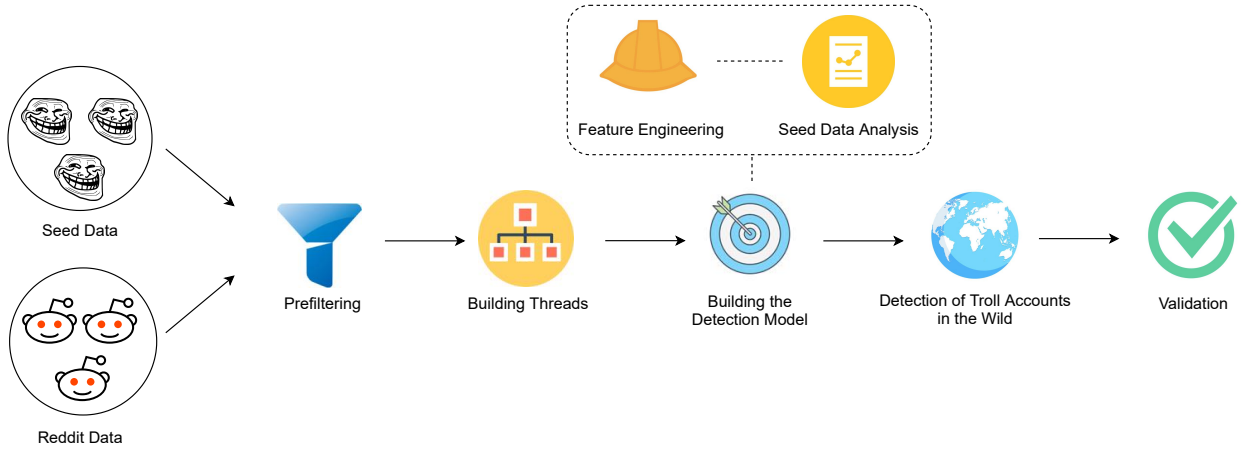 Feature Engineering
Seed Data Analysis
Seed Data
Prefiltering
Building Threads
Building the
Detection Model
Detection of Troll Accounts
in the Wild
Validation
Reddit Data